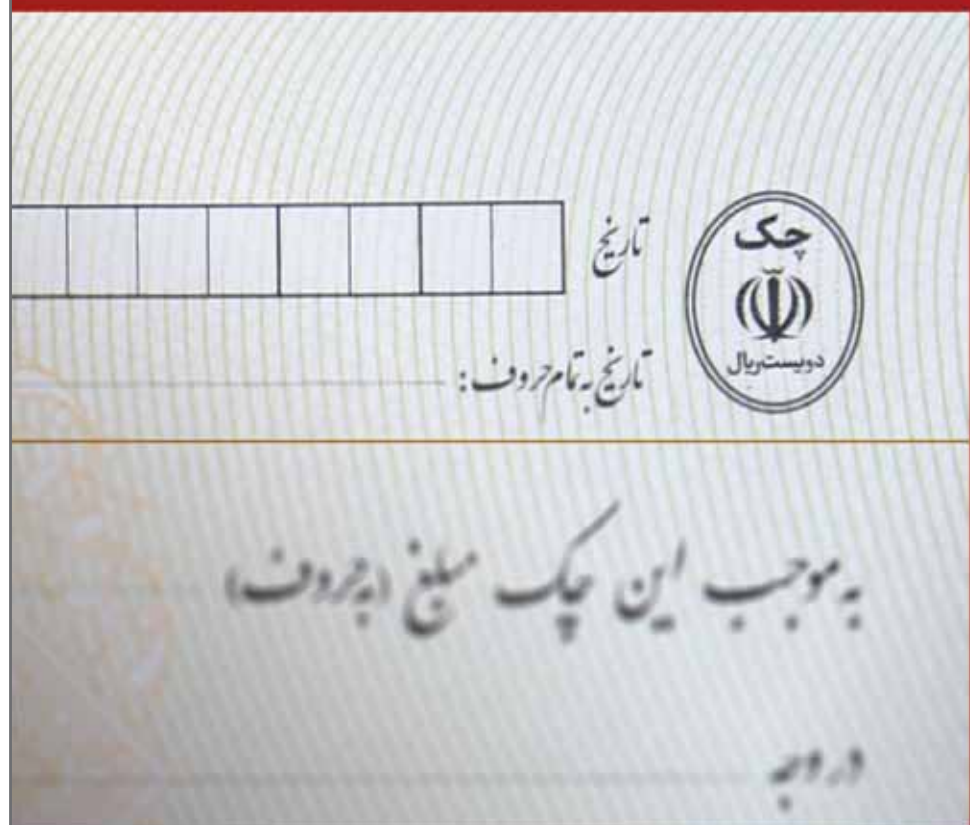 چک
دویست ریال
تاریخ
تاریخ به تمام حروف :
به موجب این چک مبلغ (به حروف)
در وجه